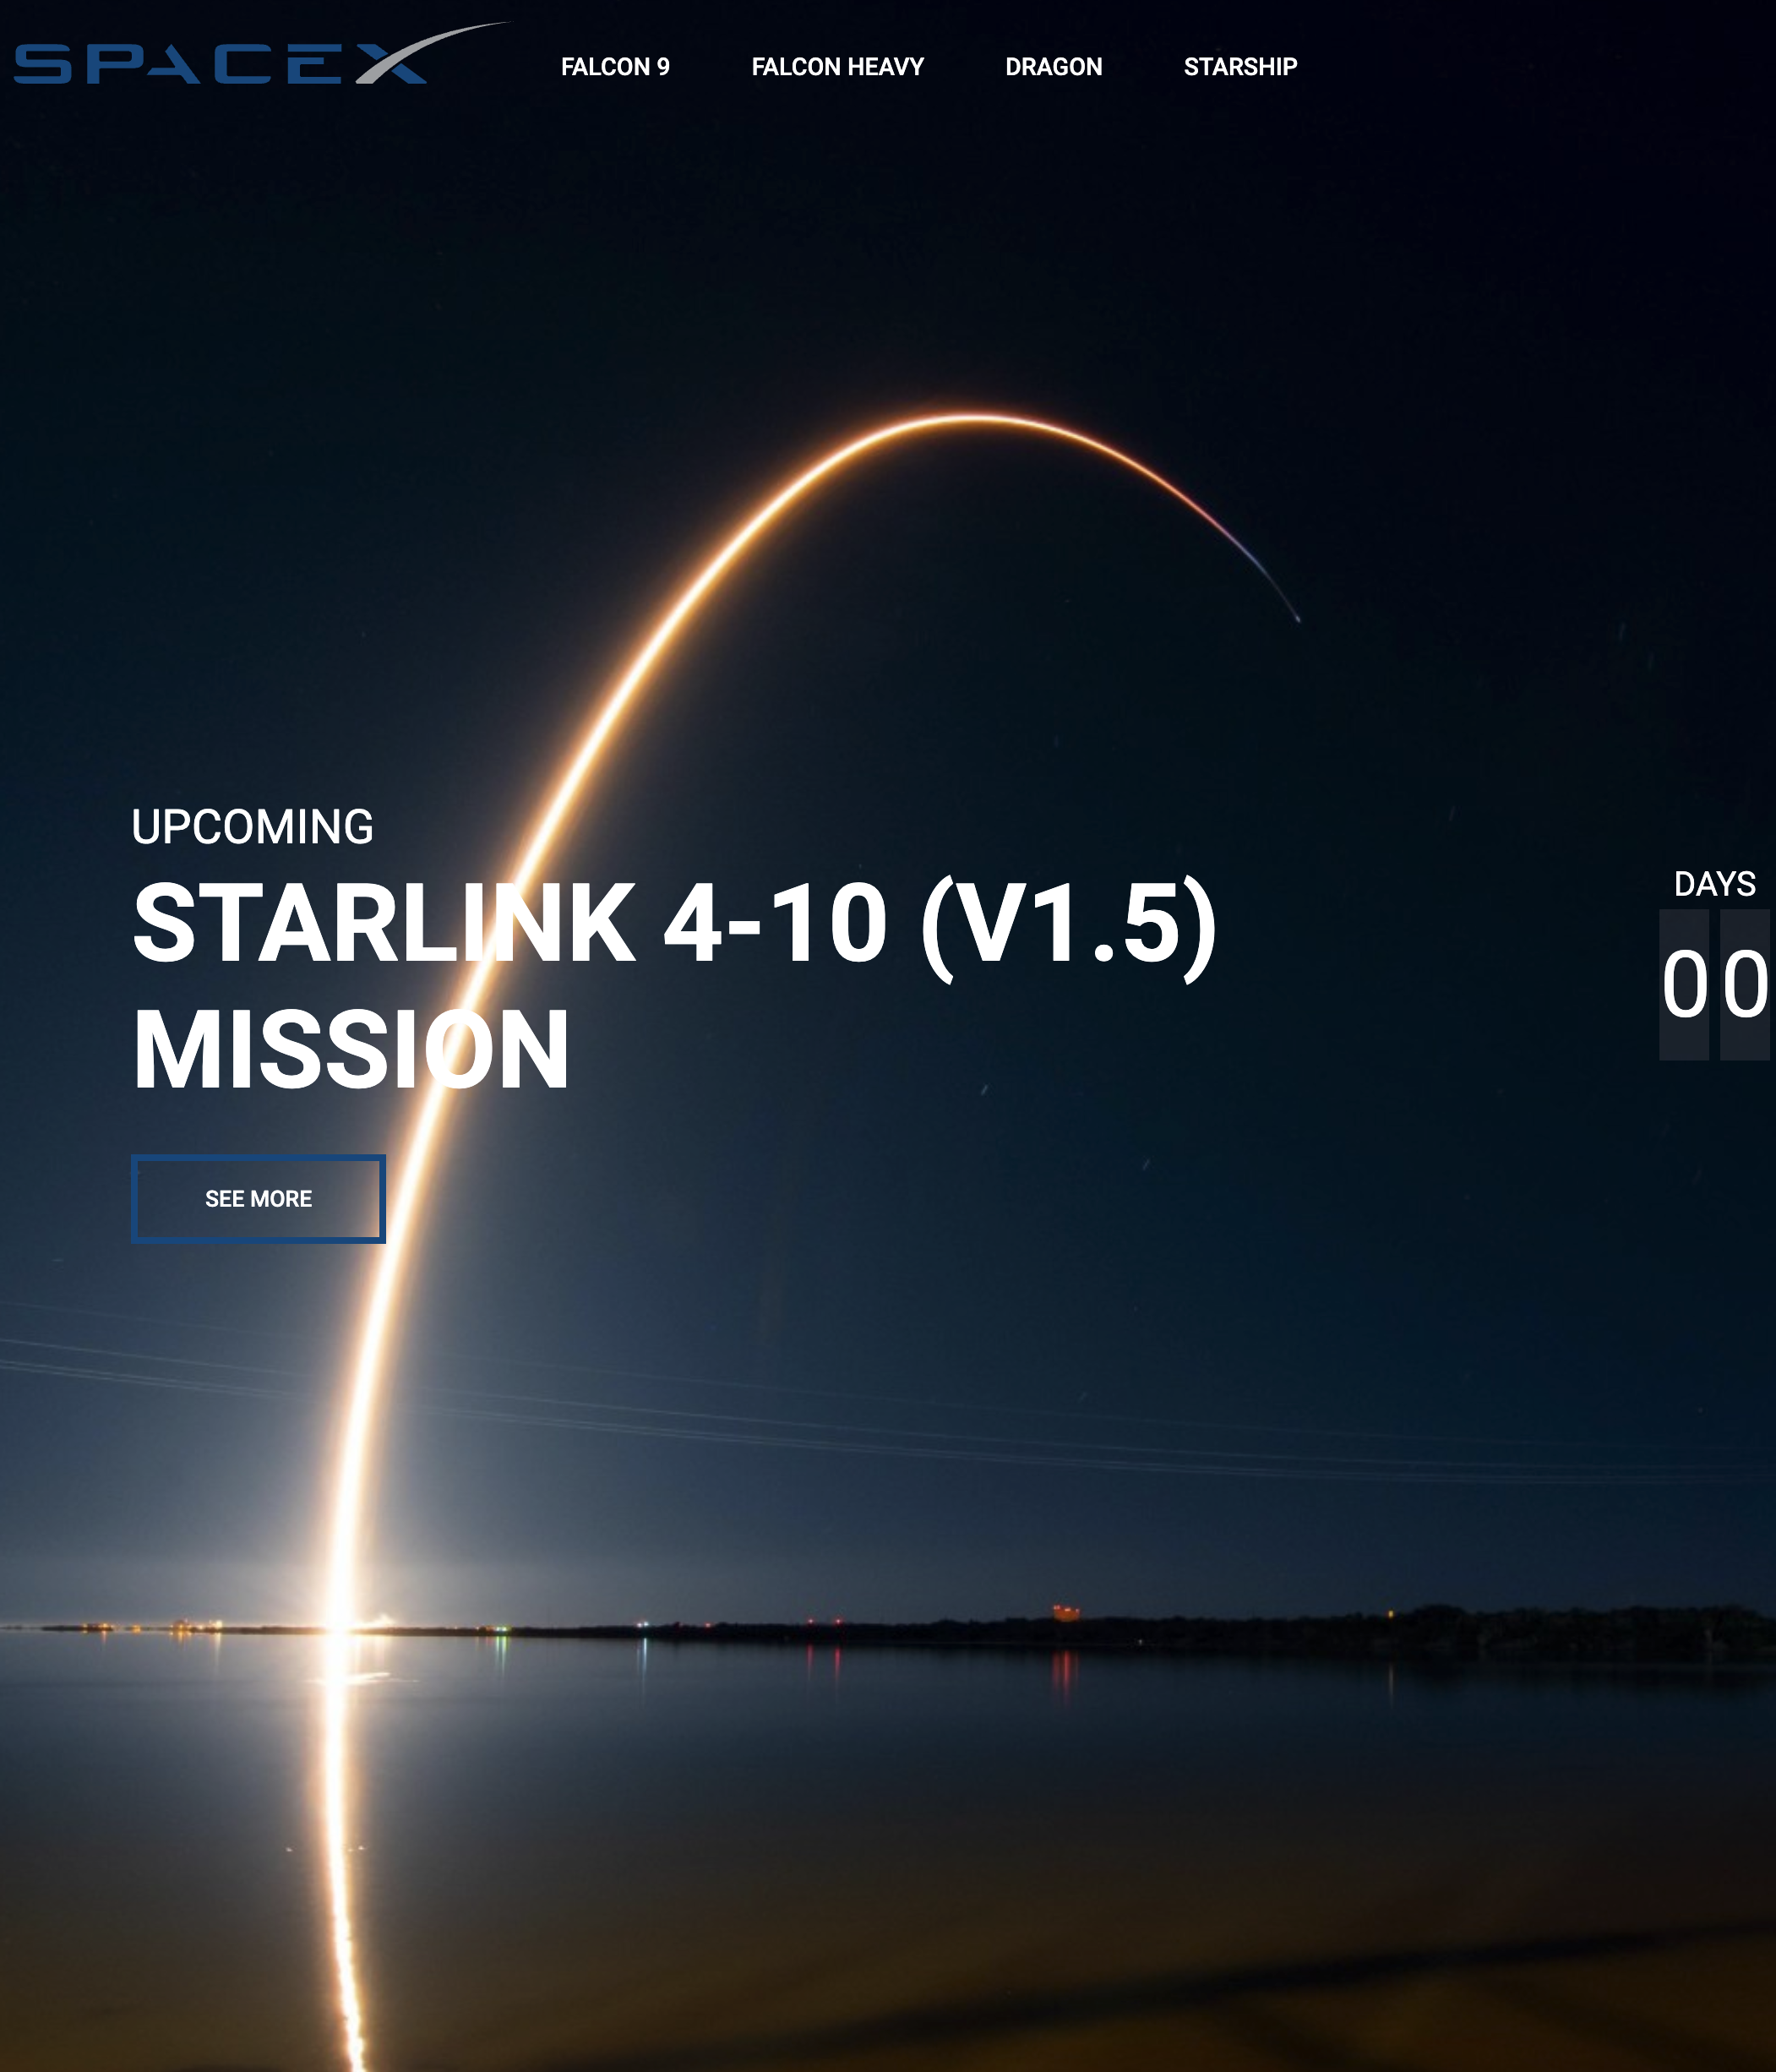 SPACEX
FALCON 9
FALCON HEAVY
DRAGON
STARSHIP
UPCOMING
STARLINK 4-10 (V1.5)
MISSION
SEE MORE
DAYS
00